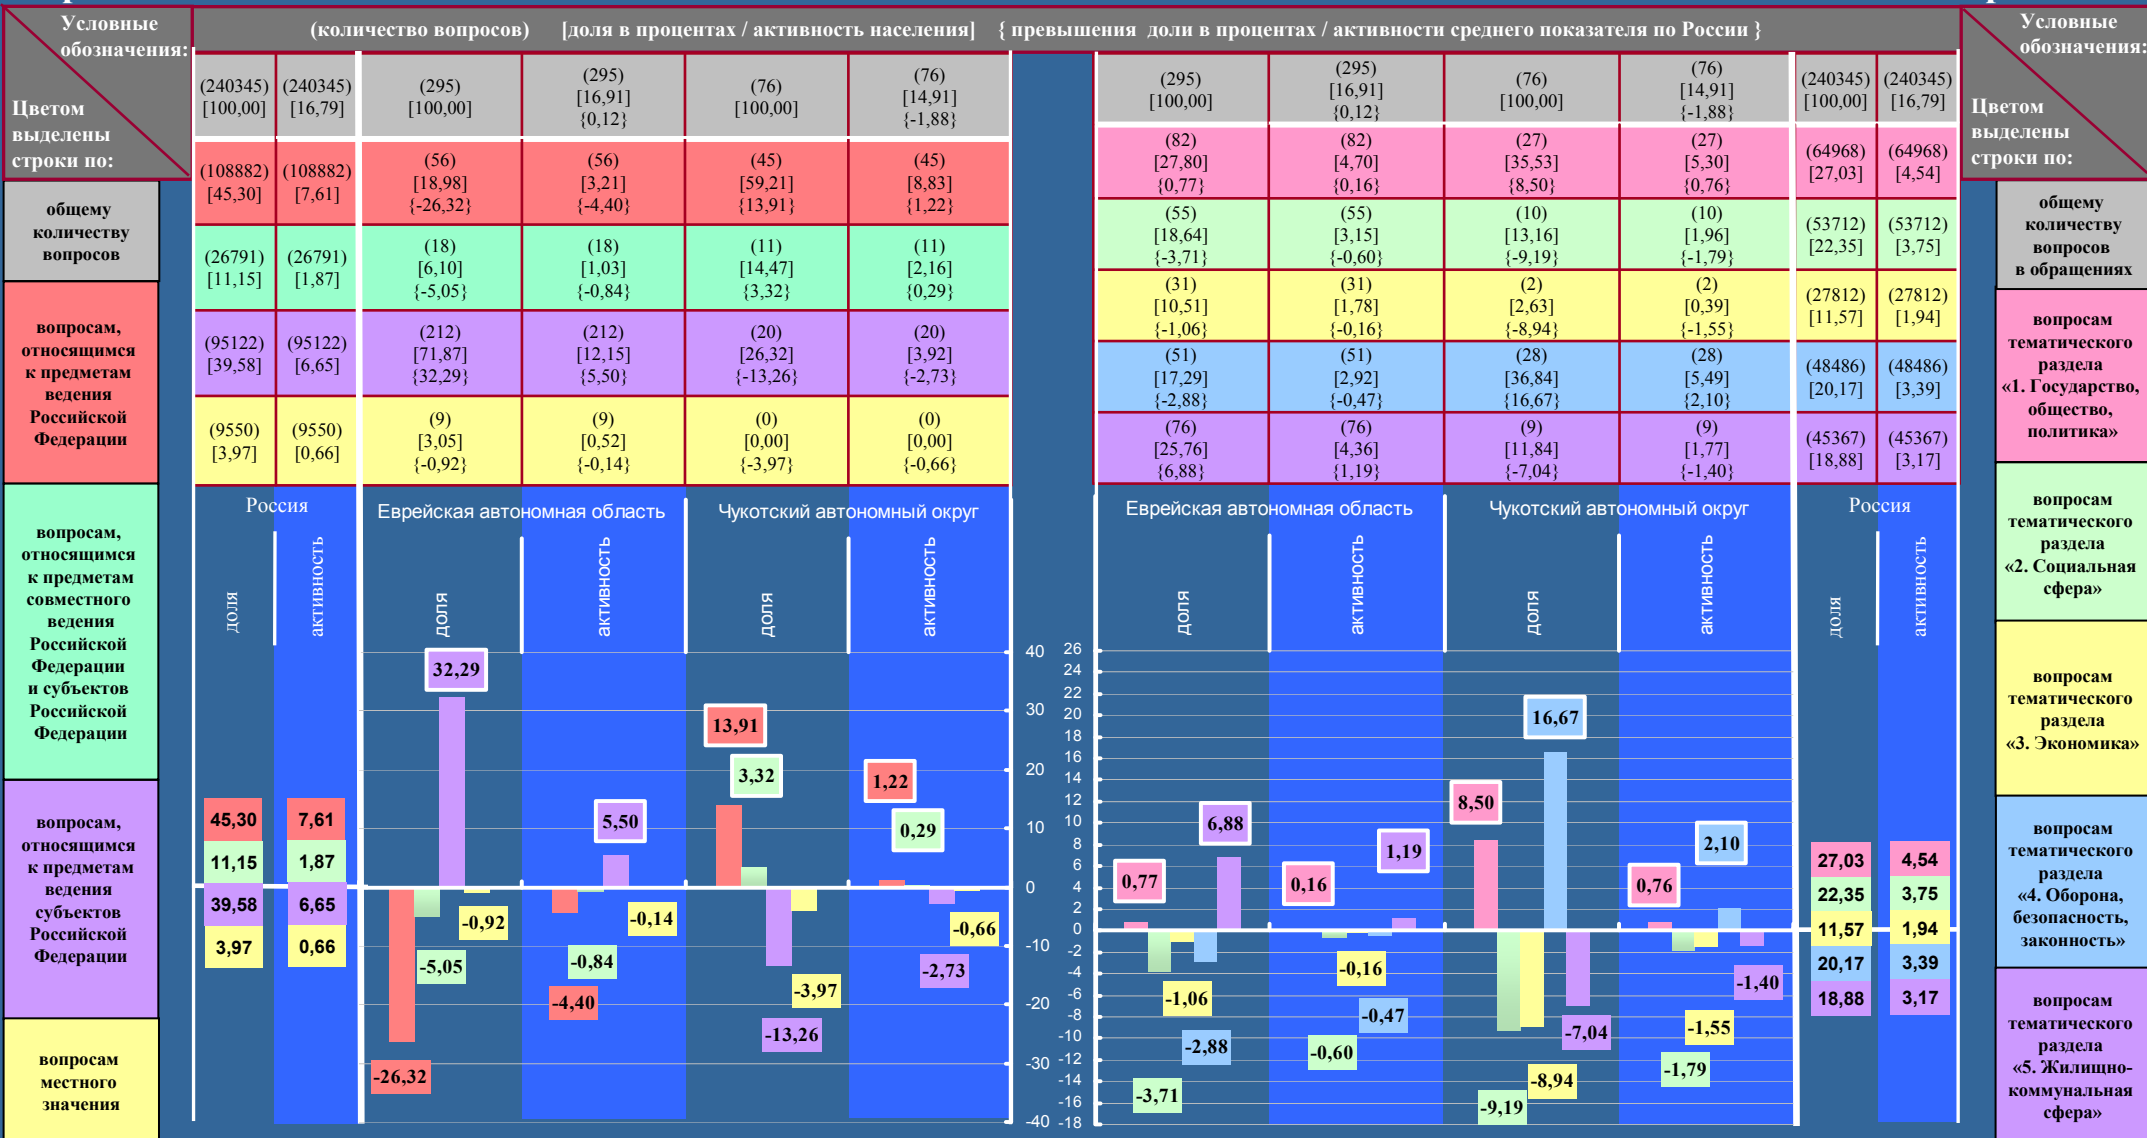 Условные
обозначения:
Цветом
выделены
строки по:
(количество вопросов) [доля в процентах / активность населения] { превышения доли в процентах / активности среднего показателя по России }
Условные
обозначения:
Цветом
выделены
строки по:
(240345) (240345) (295) (295) (76) (76)
[100,00] [16,79] [100,00] [16,91] [100,00] [14,91]
{0,12} {-1,88}
(108882) (108882) (56) (56) (45) (45)
[45,30] [7,61] [18,98] [3,21] [59,21] [8,83]
{-26,32} {-4,40} {13,91} {1,22}
(26791) (26791) (18) (18) (11) (11)
[11,15] [1,87] [6,10] [1,03] [14,47] [2,16]
{-5,05} {-0,84} {3,32} {0,29}
(95122) (95122) (212) (212) (20) (20)
[39,58] [6,65] [71,87] [12,15] [26,32] [3,92]
{32,29} {5,50} {-13,26} {-2,73}
(9550) (9550) (9) (9) (0) (0)
[3,97] [0,66] [3,05] [0,52] [0,00] [0,00]
{-0,92} {-0,14} {-3,97} {-0,66}
(295) (295) (76) (76) (240345) (240345)
[100,00] [16,91] [100,00] [14,91] [100,00] [16,79]
{0,12} {-1,88}
(82) (82) (27) (27) (64968) (64968)
[27,80] [4,70] [35,53] [5,30] [27,03] [4,54]
{0,77} {0,16} {8,50} {0,76}
(55) (55) (10) (10) (53712) (53712)
[18,64] [3,15] [13,16] [1,96] [22,35] [3,75]
{-3,71} {-0,60} {-9,19} {-1,79}
(31) (31) (2) (2) (27812) (27812)
[10,51] [1,78] [2,63] [0,39] [11,57] [1,94]
{-1,06} {-0,16} {-8,94} {-1,55}
(51) (51) (28) (28) (48486) (48486)
[17,29] [2,92] [36,84] [5,49] [20,17] [3,39]
{-2,88} {-0,47} {16,67} {2,10}
(76) (76) (9) (9) (45367) (45367)
[25,76] [4,36] [11,84] [1,77] [18,88] [3,17]
{6,88} {1,19} {-7,04} {-1,40}
общему
количеству
вопросов
вопросам,
относящимся
к предметам
ведения
Российской
Федерации
вопросам,
относящимся
к предметам
совместного
ведения
Российской
Федерации
и субъектов
Российской
Федерации
вопросам,
относящимся
к предметам
ведения
субъектов
Российской
Федерации
вопросам
местного
значения
Россия
Еврейская автономная область
Чукотский автономный округ
доля
активность
доля
активность
доля
активность
45,30 7,61
11,15 1,87
39,58 6,65
3,97 0,66
32,29
-0,92
-5,05
-26,32
5,50
-0,14
-0,84
-4,40
13,91
3,32
-3,97
-13,26
1,22
0,29
-0,66
-2,73
40
30
20
10
0
-10
-20
-30
-40
26
24
22
20
18
16
14
12
10
8
6
4
2
0
-2
-4
-6
-8
-10
-12
-14
-16
-18
Еврейская автономная область
Чукотский автономный округ
Россия
доля
активность
доля
активность
доля
активность
0,77
6,88
-1,06
-2,88
-3,71
0,16
1,19
-0,16
-0,47
-0,60
8,50
16,67
-7,04
-8,94
-9,19
0,76
2,10
-1,40
-1,55
-1,79
27,03 4,54
22,35 3,75
11,57 1,94
20,17 3,39
18,88 3,17
общему
количеству
вопросов
в обращениях
вопросам
тематического
раздела
«1. Государство,
общество,
политика»
вопросам
тематического
раздела
«2. Социальная
сфера»
вопросам
тематического
раздела
«3. Экономика»
вопросам
тематического
раздела
«4. Оборона,
безопасность,
законность»
вопросам
тематического
раздела
«5. Жилищно-
коммунальная
сфера»